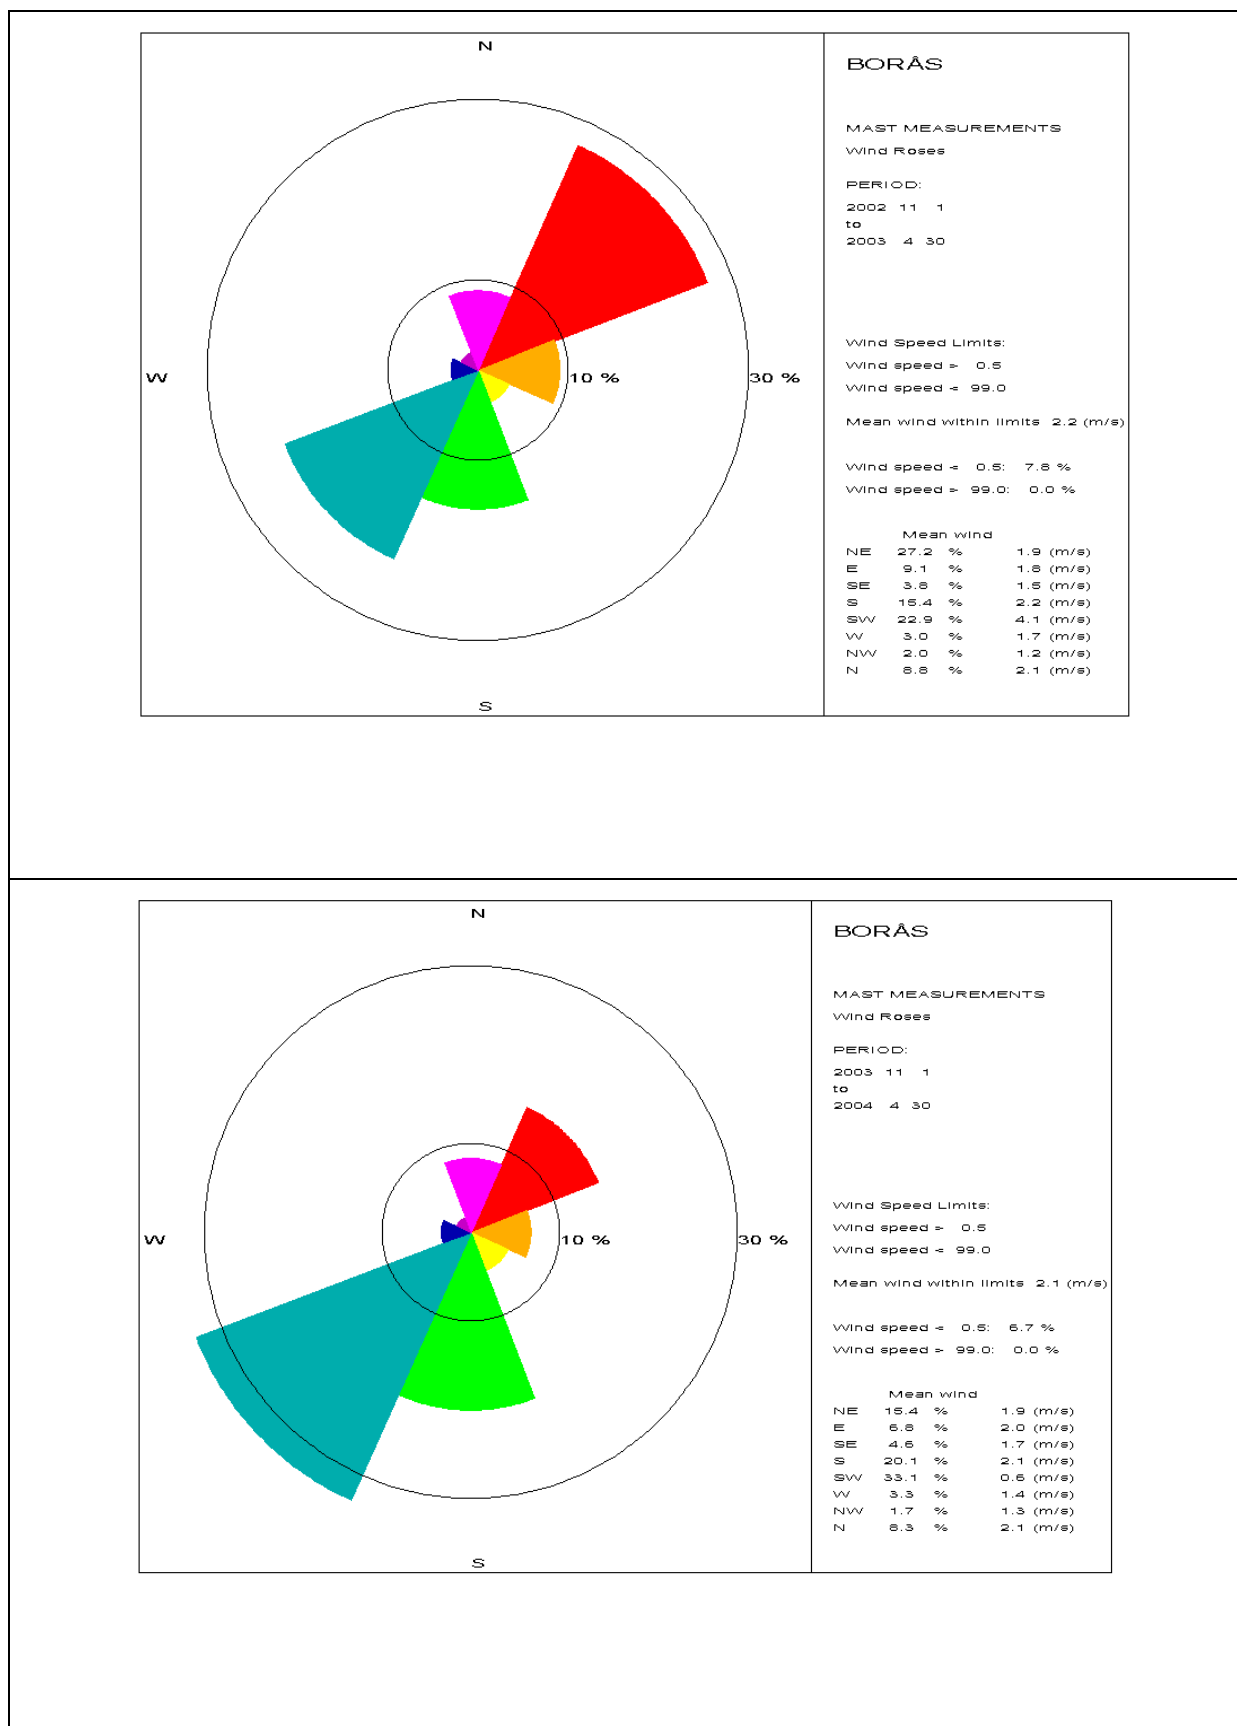 N
W
10 %
30 %
S
BORÅS
MAST MEASUREMENTS
Wind Roses
PERIOD:
2002 11 1
to
2003 4 30
Wind Speed Limits:
Wind speed > 0.5
Wind speed < 99.0
Mean wind within limits 2.2 (m/s)
Wind speed < 0.5: 7.8 %
Wind speed > 99.0: 0.0 %
Mean wind
NE 27.2 % 1.9 (m/s)
E 9.1 % 1.8 (m/s)
SE 3.8 % 1.5 (m/s)
S 15.4 % 2.2 (m/s)
SW 22.9 % 4.1 (m/s)
W 3.0 % 1.7 (m/s)
NW 2.0 % 1.2 (m/s)
N 8.8 % 2.1 (m/s)
N
W
10 %
30 %
S
BORÅS
MAST MEASUREMENTS
Wind Roses
PERIOD:
2003 11 1
to
2004 4 30
Wind Speed Limits:
Wind speed > 0.5
Wind speed < 99.0
Mean wind within limits 2.1 (m/s)
Wind speed < 0.5: 6.7 %
Wind speed > 99.0: 0.0 %
Mean wind
NE 15.4 % 1.9 (m/s)
E 6.8 % 2.0 (m/s)
SE 4.6 % 1.7 (m/s)
S 20.1 % 2.1 (m/s)
SW 33.1 % 0.6 (m/s)
W 3.3 % 1.4 (m/s)
NW 1.7 % 1.3 (m/s)
N 8.3 % 2.1 (m/s)